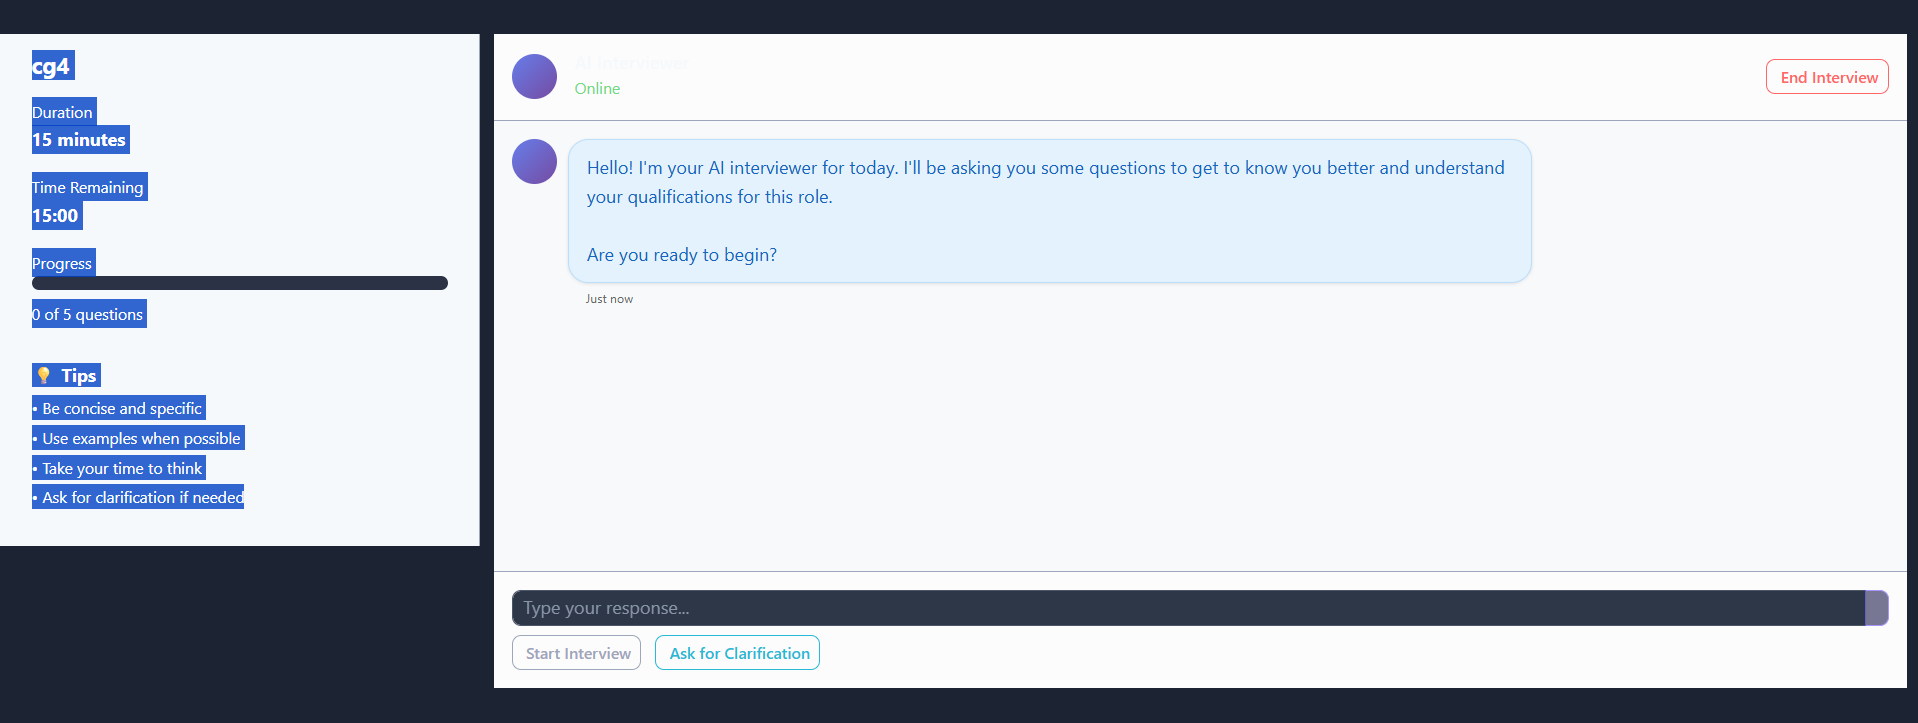 cg4
Duration
15 minutes
Time Remaining
15:00
Progress
0 of 5 questions
💡 Tips
• Be concise and specific
• Use examples when possible
• Take your time to think
• Ask for clarification if needed
AI Interviewer
Online
End Interview
Hello! I'm your AI interviewer for today. I'll be asking you some questions to get to know you better and understand
your qualifications for this role.
Are you ready to begin?
Just now
Type your response...
Start Interview
Ask for Clarification